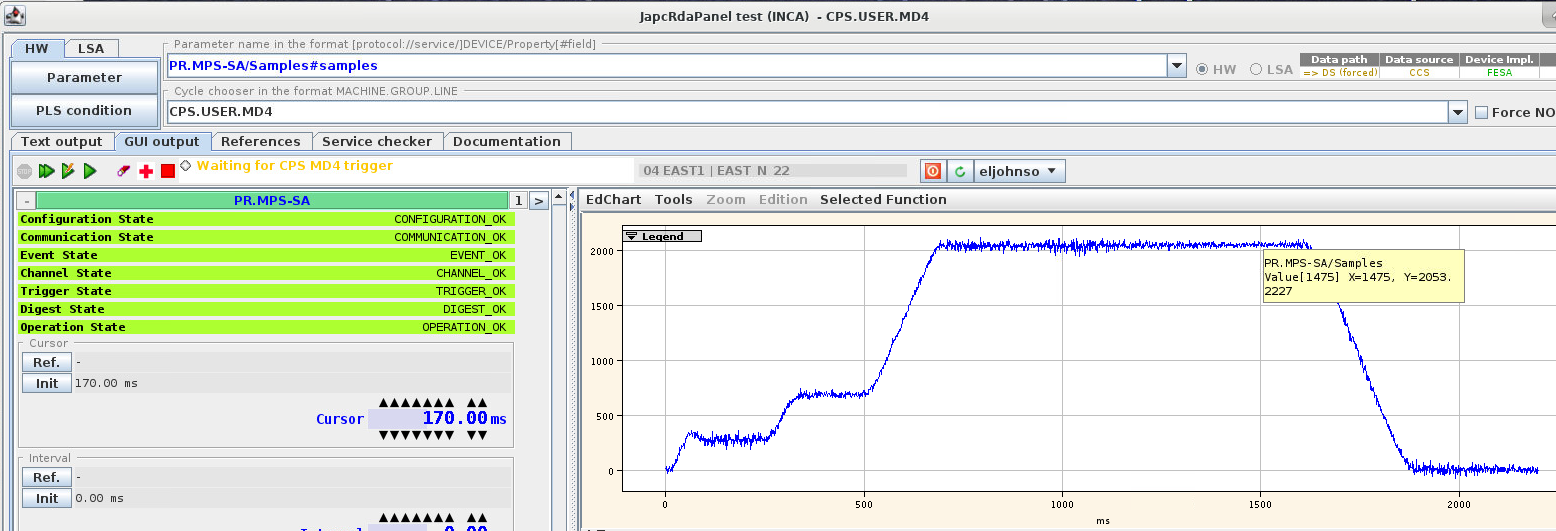 JapcRdaPanel test (INCA) - CPS.USER.MD4
HW LSA
Parameter
PLS condition
Parameter name in the format [protocol://service/]DEVICE/Property[#field]
PR.MPS-SA/Samples#samples
HW LSA
Data path Data source Device Impl.
=> DS (forced) CCS FESA
Cycle chooser in the format MACHINE.GROUP.LINE
CPS.USER.MD4
Force NO
Text output GUI output References Service checker Documentation
Waiting for CPS MD4 trigger
04 EAST1 | EAST N 22
eljohnso
- PR.MPS-SA 1 >
Configuration State CONFIGURATION_OK
Communication State COMMUNICATION_OK
Event State EVENT_OK
Channel State CHANNEL_OK
Trigger State TRIGGER_OK
Digest State DIGEST_OK
Operation State OPERATION_OK
Cursor
Ref. -
Init 170.00 ms
Cursor 170.00 ms
Interval
Ref. -
Init 0.00 ms
EdChart Tools Zoom Edition Selected Function
Legend
2000
1500
1000
500
0
PR.MPS-SA/Samples
Value[1475] X=1475, Y=2053.
2227
0 500 1000 1500 2000
ms